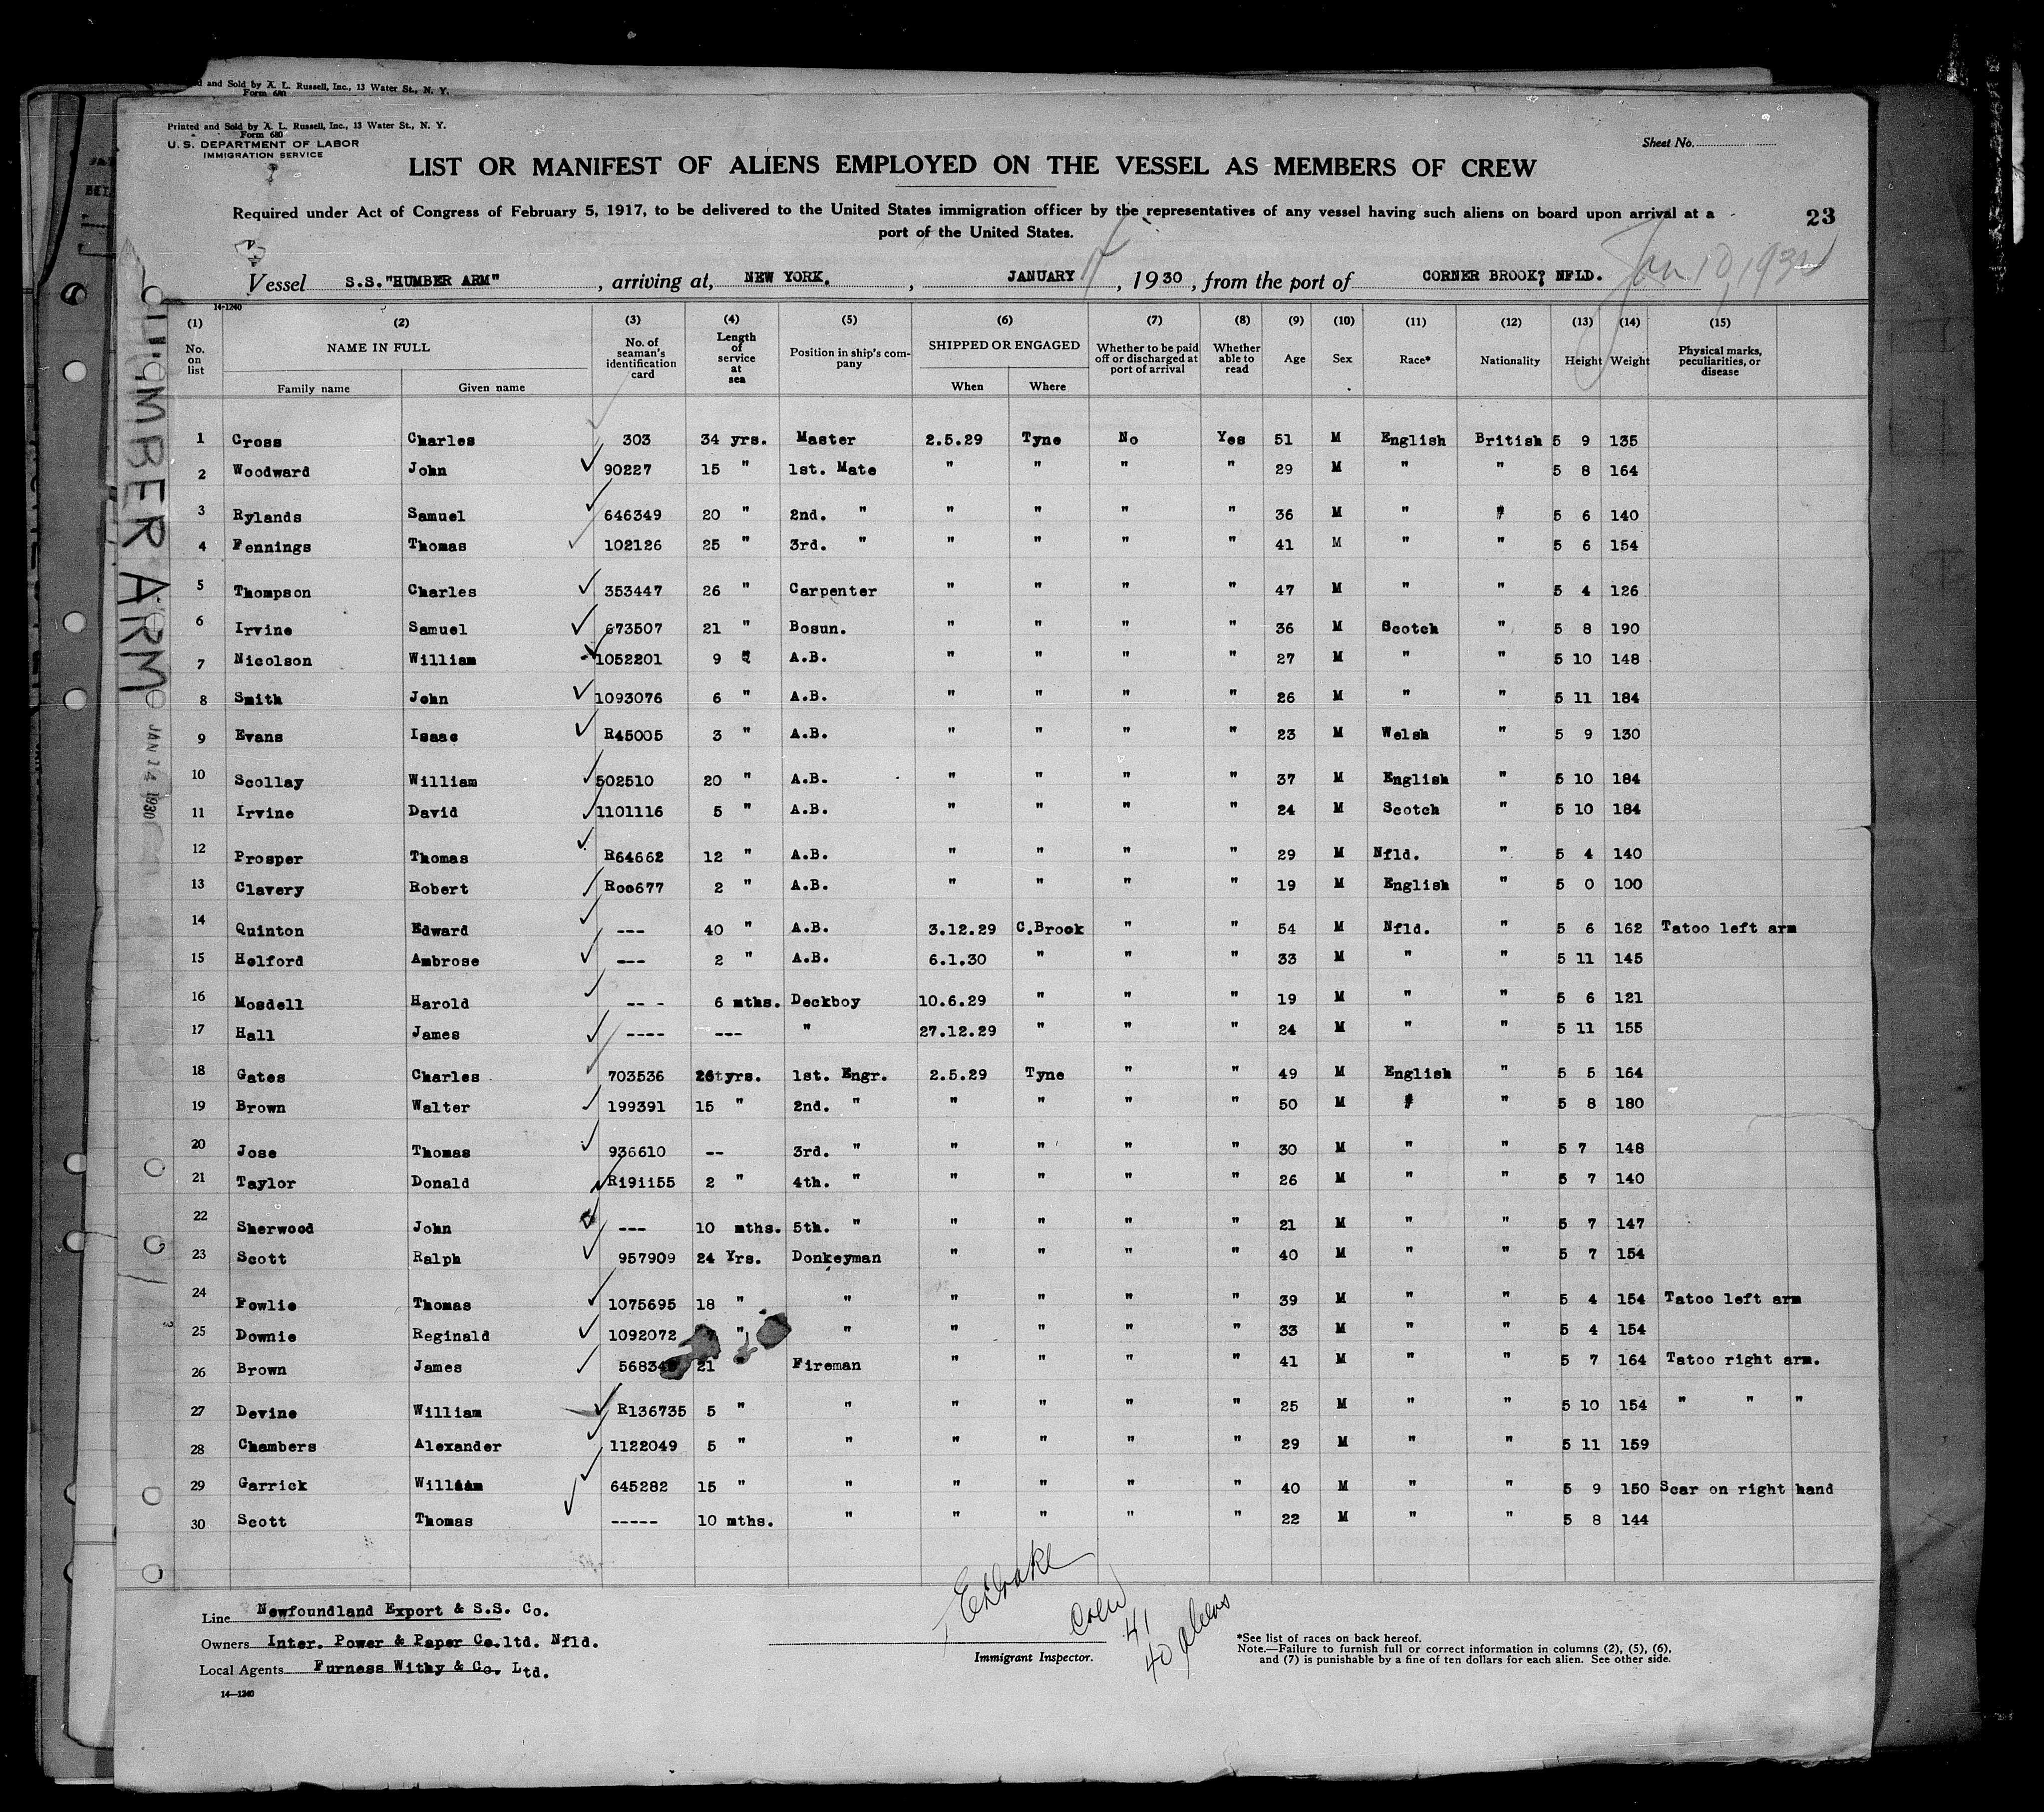 d and Sold by A. L. Russell, Inc., 13 Water St., N. Y.
Form 680
Printed and Sold by A. L. Russell, Inc., 13 Water St., N. Y.
Form 680
U. S. DEPARTMENT OF LABOR
IMMIGRATION SERVICE
Sheet No.
LIST OR MANIFEST OF ALIENS EMPLOYED ON THE VESSEL AS MEMBERS OF CREW
Required under Act of Congress of February 5, 1917, to be delivered to the United States immigration officer by the representatives of any vessel having such aliens on board upon arrival at a
port of the United States.
23
Vessel S.S. "HUMBER ARM" , arriving at, NEW YORK. , JANUARY , 1930 , from the port of CORNER BROOK, NFLD. Jan 10, 1930
14-1240
(1) (2) (3) (4) (5) (6) (7) (8) (9) (10) (11) (12) (13) (14) (15)
No. on list NAME IN FULL Family name Given name No. of seaman's identification card Length of service at sea Position in ship's company SHIPPED OR ENGAGED When Where Whether to be paid off or discharged at port of arrival Whether able to read Age Sex Race* Nationality Height Weight Physical marks, peculiarities, or disease
1 Cross Charles 303 34 yrs. Master 2.5.29 Tyne No Yes 51 M English British 5 9 135
2 Woodward John 90227 15 " 1st. Mate " " " " 29 M " " 5 8 164
3 Rylands Samuel 646349 20 " 2nd. " " " " " 36 M " " 5 6 140
4 Fennings Thomas 102126 25 " 3rd. " " " " " 41 M " " 5 6 154
5 Thompson Charles 353447 26 " Carpenter " " " " 47 M " " 5 4 126
6 Irvine Samuel 673507 21 " Bosun. " " " " 36 M Scotch " 5 8 190
7 Nicolson William 1052201 9 " A.B. " " " " 27 M " " 5 10 148
8 Smith John 1093076 6 " A.B. " " " " 26 M " " 5 11 184
9 Evans Isaac R45005 3 " A.B. " " " " 23 M Welsh " 5 9 130
10 Scollay William 502510 20 " A.B. " " " " 37 M English " 5 10 184
11 Irvine David 1101116 5 " A.B. " " " " 24 M Scotch " 5 10 184
12 Prosper Thomas R64662 12 " A.B. " " " " 29 M Nfld. " 5 4 140
13 Clavery Robert Roo677 2 " A.B. " " " " 19 M English " 5 0 100
14 Quinton Edward --- 40 " A.B. 3.12.29 C.Brook " " 54 M Nfld. " 5 6 162 Tatoo left arm
15 Holford Ambrose --- 2 " A.B. 6.1.30 " " " 33 M " " 5 11 145
16 Mosdell Harold -- - 6 mths. Deckboy 10.6.29 " " " 19 M " " 5 6 121
17 Hall James ---- --- " 27.12.29 " " " 24 M " " 5 11 155
18 Gates Charles 703536 26 yrs. 1st. Engr. 2.5.29 Tyne " " 49 M English " 5 5 164
19 Brown Walter 199391 15 " 2nd. " " " " " 50 M " " 5 8 180
20 Jose Thomas 936610 -- 3rd. " " " " " 30 M " " 5 7 148
21 Taylor Donald R191155 2 " 4th. " " " " " 26 M " " 5 7 140
22 Sherwood John --- 10 mths. 5th. " " " " " 21 M " " 5 7 147
23 Scott Ralph 957909 24 Yrs. Donkeyman " " " " 40 M " " 5 7 154
24 Fowlie Thomas 1075695 18 " " " " " " 39 M " " 5 4 154 Tatoo left arm
25 Downie Reginald 1092072 " " " " " " 33 M " " 5 4 154
26 Brown James 21 Fireman " " " " 41 M " " 5 7 164 Tatoo right arm.
27 Devine William R136735 5 " " " " " " 25 M " " 5 10 154 " " "
28 Chambers Alexander 1122049 5 " " " " " " 29 M " " 5 11 159
29 Garrick William 645282 15 " " " " " " 40 M " " 5 9 150 Scar on right hand
30 Scott Thomas ----- 10 mths. " " " " " 22 M " " 5 8 144
HUMBER ARM
JAN 14 1930
Line Newfoundland Export & S.S. Co.
Owners Inter. Power & Paper Co.ltd. Nfld.
Local Agents Furness Withy & Co. Ltd.
14-1240
Crew 41
40 aliens
Immigrant Inspector.
*See list of races on back hereof.
Note.—Failure to furnish full or correct information in columns (2), (5), (6),
and (7) is punishable by a fine of ten dollars for each alien. See other side.